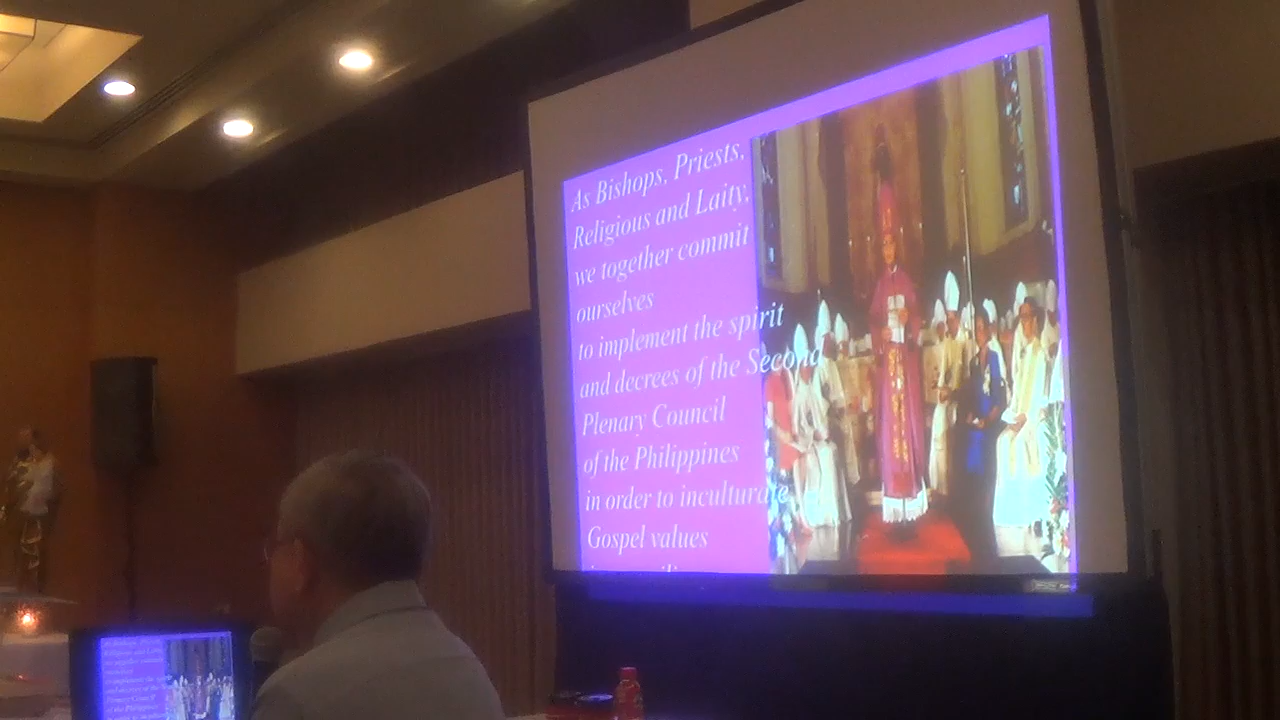 As Bishops, Priests,
Religious and Laity,
we together commit
ourselves
to implement the spirit
and decrees of the Second
Plenary Council
of the Philippines
in order to inculturate
Gospel values